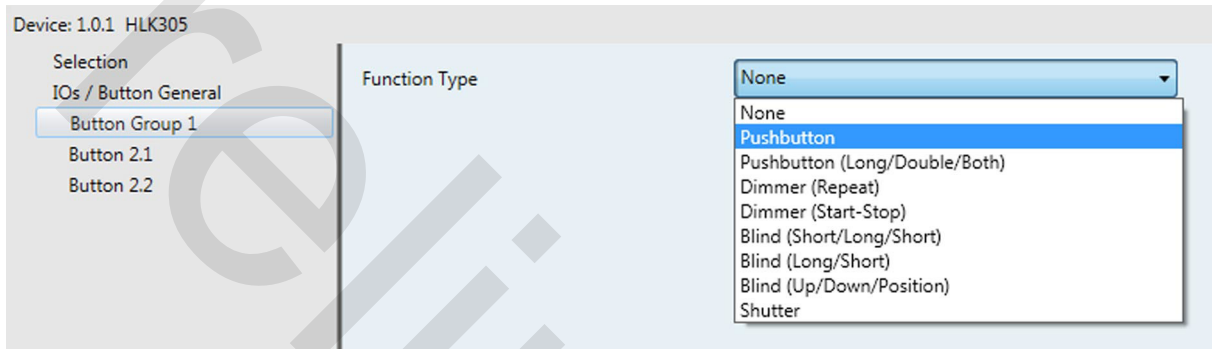 Device: 1.0.1 HLK305
Selection
IOs / Button General
Button Group 1
Button 2.1
Button 2.2
Function Type
None
None
Pushbutton
Pushbutton (Long/Double/Both)
Dimmer (Repeat)
Dimmer (Start-Stop)
Blind (Short/Long/Short)
Blind (Long/Short)
Blind (Up/Down/Position)
Shutter